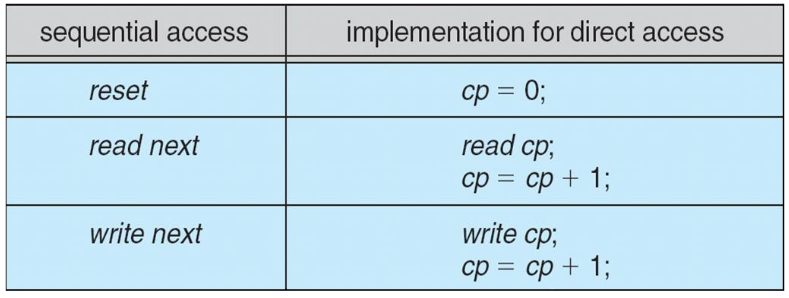 sequential access implementation for direct access
reset cp = 0;
read next read cp;
cp = cp + 1;
write next write cp;
cp = cp + 1;